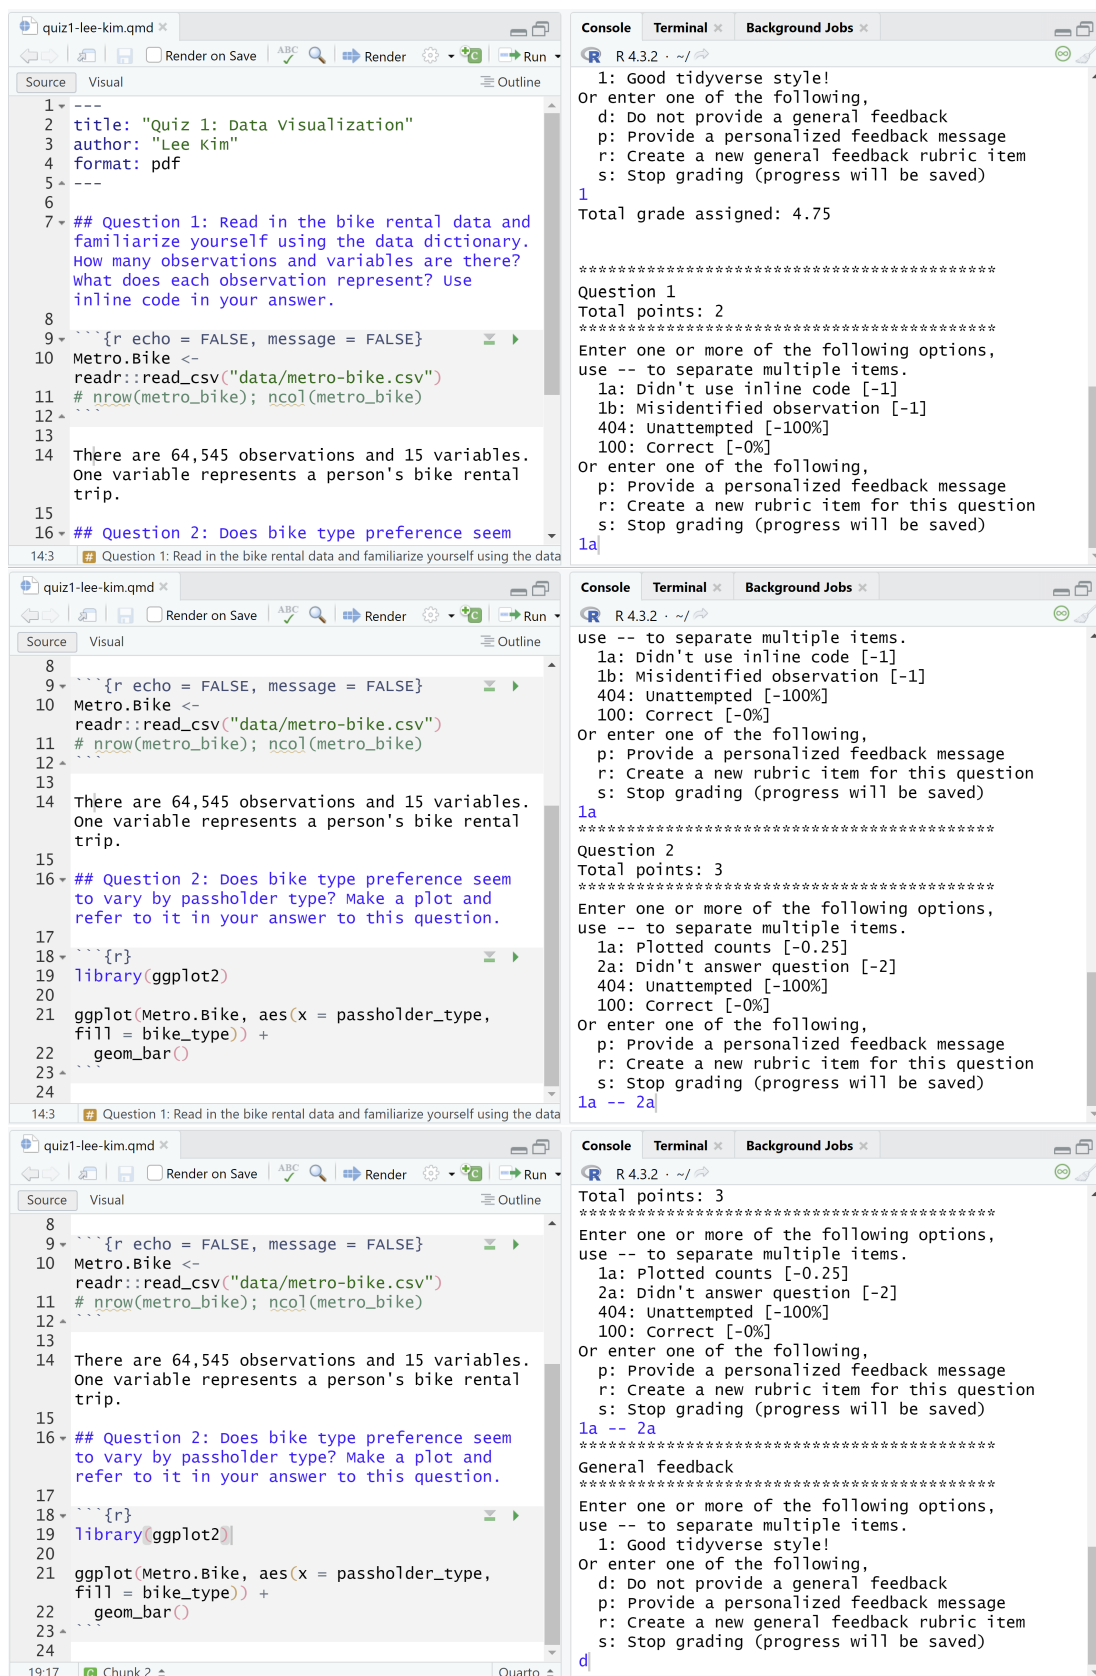 quiz1-lee-kim.qmd
Render on Save ABC Render Run
Source Visual Outline
1 ---
2 title: "Quiz 1: Data Visualization"
3 author: "Lee Kim"
4 format: pdf
5 ---
6
7 ## Question 1: Read in the bike rental data and
familiarize yourself using the data dictionary.
How many observations and variables are there?
What does each observation represent? Use
inline code in your answer.
8
9 ```{r echo = FALSE, message = FALSE}
10 Metro.Bike <-
readr::read_csv("data/metro-bike.csv")
11 # nrow(metro_bike); ncol(metro_bike)
12 ```
13
14 There are 64,545 observations and 15 variables.
One variable represents a person's bike rental
trip.
15
16 ## Question 2: Does bike type preference seem
14:3 # Question 1: Read in the bike rental data and familiarize yourself using the data
Console Terminal Background Jobs
R R 4.3.2 · ~/
1: Good tidyverse style!
Or enter one of the following,
d: Do not provide a general feedback
p: Provide a personalized feedback message
r: Create a new general feedback rubric item
s: Stop grading (progress will be saved)
1
Total grade assigned: 4.75
*******************************************
Question 1
Total points: 2
*******************************************
Enter one or more of the following options,
use -- to separate multiple items.
1a: Didn't use inline code [-1]
1b: Misidentified observation [-1]
404: Unattempted [-100%]
100: Correct [-0%]
Or enter one of the following,
p: Provide a personalized feedback message
r: Create a new rubric item for this question
s: Stop grading (progress will be saved)
1a
quiz1-lee-kim.qmd
Render on Save ABC Render Run
Source Visual Outline
8
9 ```{r echo = FALSE, message = FALSE}
10 Metro.Bike <-
readr::read_csv("data/metro-bike.csv")
11 # nrow(metro_bike); ncol(metro_bike)
12 ```
13
14 There are 64,545 observations and 15 variables.
One variable represents a person's bike rental
trip.
15
16 ## Question 2: Does bike type preference seem
to vary by passholder type? Make a plot and
refer to it in your answer to this question.
17
18 ```{r}
19 library(ggplot2)
20
21 ggplot(Metro.Bike, aes(x = passholder_type,
fill = bike_type)) +
22 geom_bar()
23 ```
24
14:3 # Question 1: Read in the bike rental data and familiarize yourself using the data
Console Terminal Background Jobs
R R 4.3.2 · ~/
use -- to separate multiple items.
1a: Didn't use inline code [-1]
1b: Misidentified observation [-1]
404: Unattempted [-100%]
100: Correct [-0%]
Or enter one of the following,
p: Provide a personalized feedback message
r: Create a new rubric item for this question
s: Stop grading (progress will be saved)
1a
*******************************************
Question 2
Total points: 3
*******************************************
Enter one or more of the following options,
use -- to separate multiple items.
1a: Plotted counts [-0.25]
2a: Didn't answer question [-2]
404: Unattempted [-100%]
100: Correct [-0%]
Or enter one of the following,
p: Provide a personalized feedback message
r: Create a new rubric item for this question
s: Stop grading (progress will be saved)
1a -- 2a
quiz1-lee-kim.qmd
Render on Save ABC Render Run
Source Visual Outline
8
9 ```{r echo = FALSE, message = FALSE}
10 Metro.Bike <-
readr::read_csv("data/metro-bike.csv")
11 # nrow(metro_bike); ncol(metro_bike)
12 ```
13
14 There are 64,545 observations and 15 variables.
One variable represents a person's bike rental
trip.
15
16 ## Question 2: Does bike type preference seem
to vary by passholder type? Make a plot and
refer to it in your answer to this question.
17
18 ```{r}
19 library(ggplot2)
20
21 ggplot(Metro.Bike, aes(x = passholder_type,
fill = bike_type)) +
22 geom_bar()
23 ```
24
19:17 C Chunk 2 Quarto
Console Terminal Background Jobs
R R 4.3.2 · ~/
Total points: 3
*******************************************
Enter one or more of the following options,
use -- to separate multiple items.
1a: Plotted counts [-0.25]
2a: Didn't answer question [-2]
404: Unattempted [-100%]
100: Correct [-0%]
Or enter one of the following,
p: Provide a personalized feedback message
r: Create a new rubric item for this question
s: Stop grading (progress will be saved)
1a -- 2a
*******************************************
General feedback
*******************************************
Enter one or more of the following options,
use -- to separate multiple items.
1: Good tidyverse style!
Or enter one of the following,
d: Do not provide a general feedback
p: Provide a personalized feedback message
r: Create a new general feedback rubric item
s: Stop grading (progress will be saved)
d